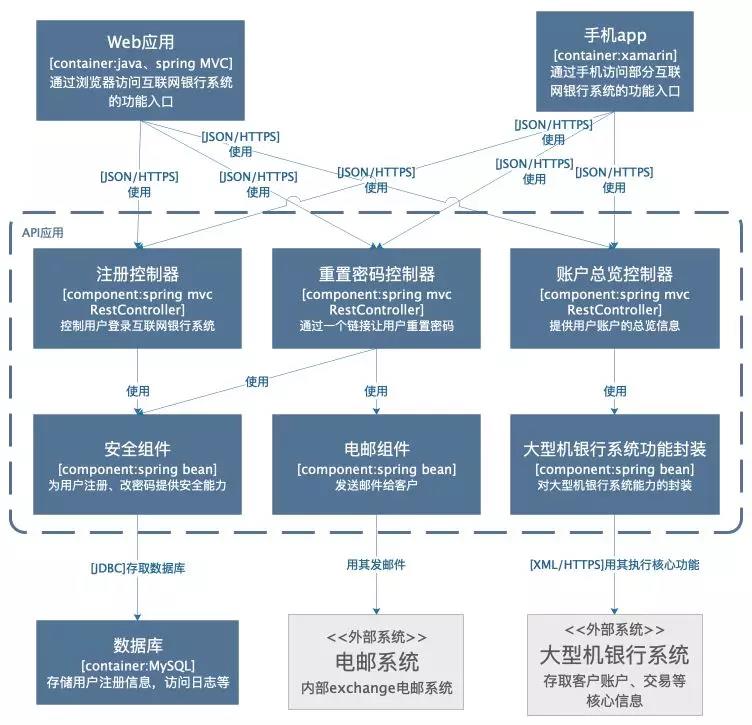 Web应用
[container:java、spring MVC]
通过浏览器访问互联网银行系统
的功能入口
手机app
[container:xamarin]
通过手机访问部分互联
网银行系统的功能入口
[JSON/HTTPS]
使用
[JSON/HTTPS]
使用
[JSON/HTTPS]
使用
[JSON/HTTPS]
使用
[JSON/HTTPS]
使用
[JSON/HTTPS]
使用
API应用
注册控制器
[component:spring mvc
RestController]
控制用户登录互联网银行系统
重置密码控制器
[component:spring mvc
RestController]
通过一个链接让用户重置密码
账户总览控制器
[component:spring mvc
RestController]
提供用户账户的总览信息
使用
使用
使用
使用
安全组件
[component:spring bean]
为用户注册、改密码提供安全能力
电邮组件
[component:spring bean]
发送邮件给客户
大型机银行系统功能封装
[component:spring bean]
对大型机银行系统能力的封装
[JDBC]存取数据库
用其发邮件
[XML/HTTPS]用其执行核心功能
数据库
[container:MySQL]
存储用户注册信息，访问日志等
<<外部系统>>
电邮系统
内部exchange电邮系统
<<外部系统>>
大型机银行系统
存取客户账户、交易等
核心信息